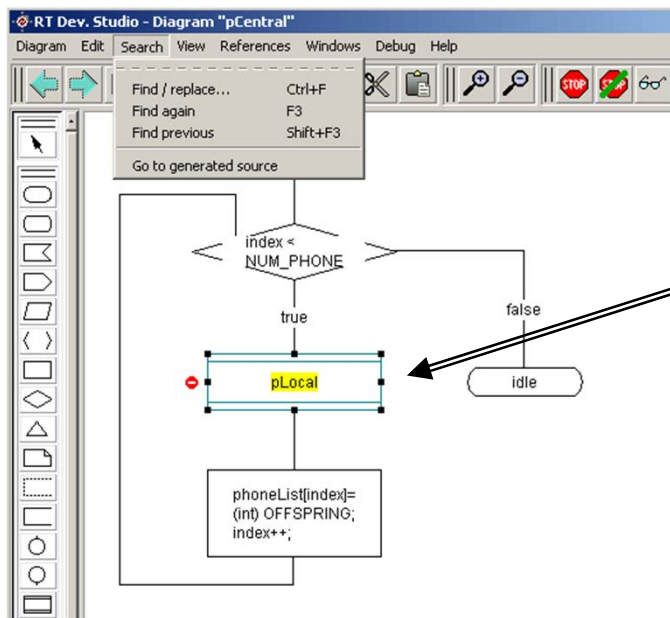 RT Dev. Studio - Diagram "pCentral"
Diagram Edit Search View References Windows Debug Help
STOP
Find / replace... Ctrl+F
Find again F3
Find previous Shift+F3
Go to generated source
index <
NUM_PHONE
true
false
pLocal
idle
phoneList[index]=
(int) OFFSPRING;
index++;